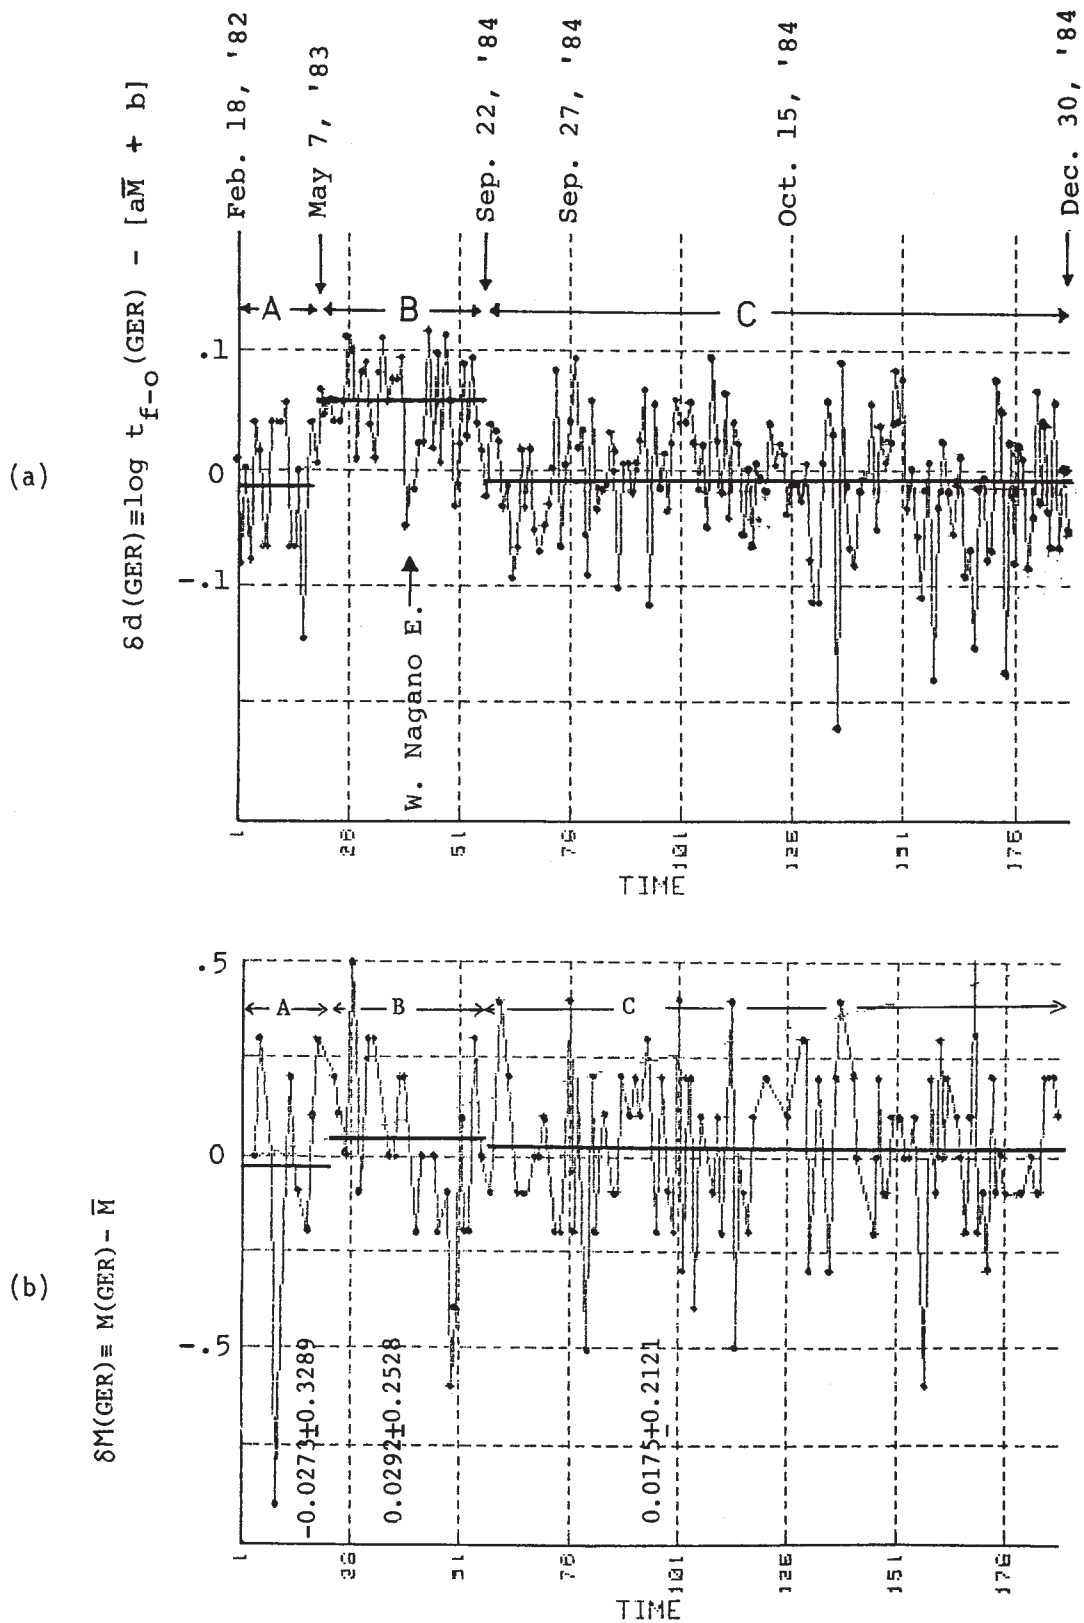 (a)
δd(GER)≡log t_f-o(GER) - [aM̅ + b]
Feb. 18, '82
May 7, '83
Sep. 22, '84
Sep. 27, '84
Oct. 15, '84
Dec. 30, '84
A
B
C
.1
0
-.1
W. Nagano E.
1
26
51
76
101
126
151
176
TIME
(b)
δM(GER)≡ M(GER)- M̅
.5
A
B
C
0
-.5
-0.0273±0.3289
0.0292±0.2528
0.0175±0.2121
1
26
51
76
101
126
151
176
TIME